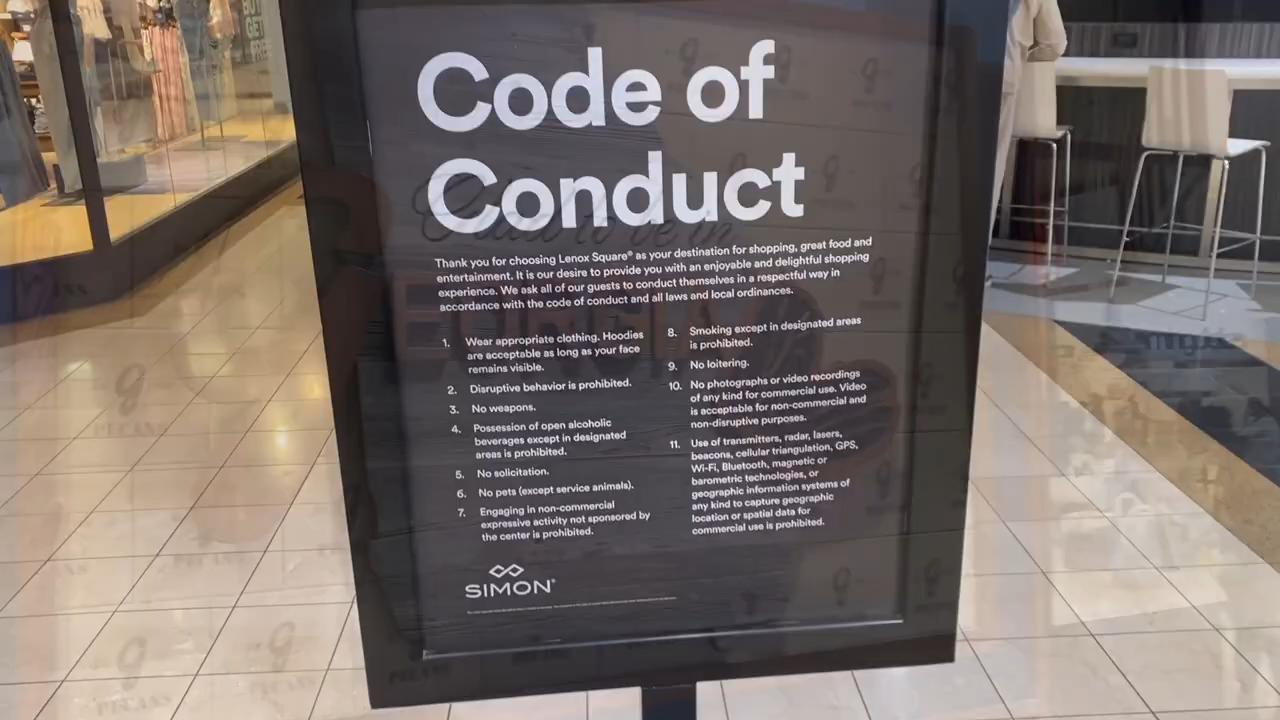 BUY
GET
FREE
Code of
Conduct
Thank you for choosing Lenox Square® as your destination for shopping, great food and
entertainment. It is our desire to provide you with an enjoyable and delightful shopping
experience. We ask all of our guests to conduct themselves in a respectful way in
accordance with the code of conduct and all laws and local ordinances.
1. Wear appropriate clothing. Hoodies
are acceptable as long as your face
remains visible.
2. Disruptive behavior is prohibited.
3. No weapons.
4. Possession of open alcoholic
beverages except in designated
areas is prohibited.
5. No solicitation.
6. No pets (except service animals).
7. Engaging in non-commercial
expressive activity not sponsored by
the center is prohibited.
8. Smoking except in designated areas
is prohibited.
9. No loitering.
10. No photographs or video recordings
of any kind for commercial use. Video
is acceptable for non-commercial and
non-disruptive purposes.
11. Use of transmitters, radar, lasers,
beacons, cellular triangulation, GPS,
Wi-Fi, Bluetooth, magnetic or
barometric technologies, or
geographic information systems of
any kind to capture geographic
location or spatial data for
commercial use is prohibited.
SIMON®